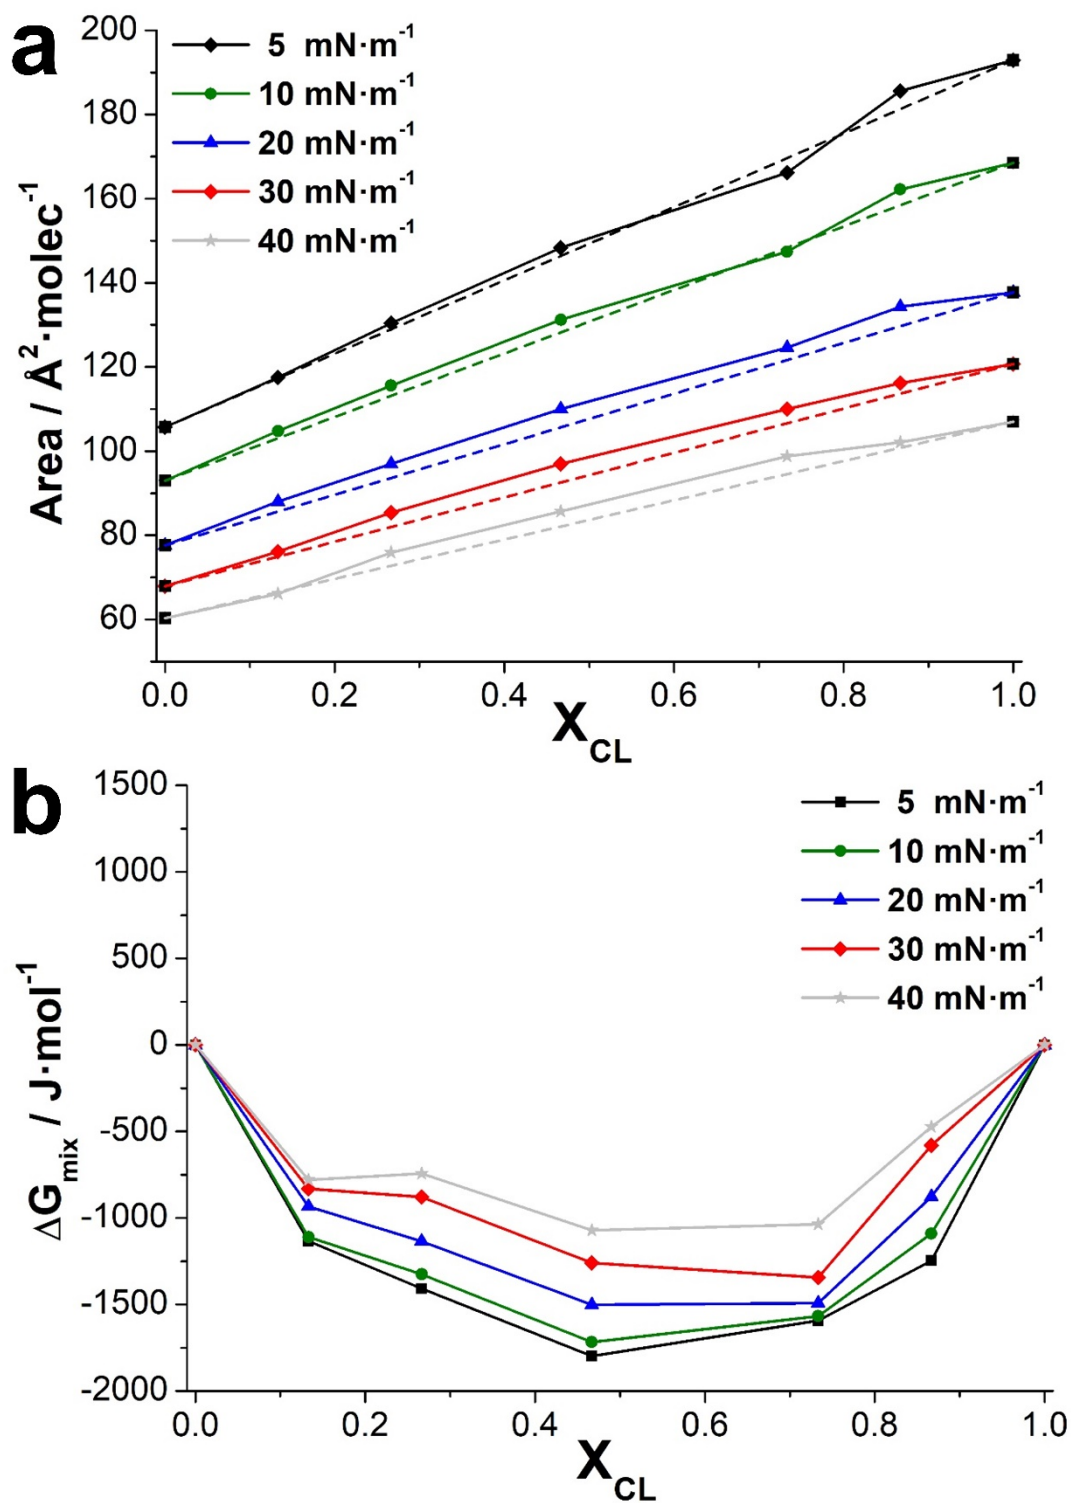 a
200
180
160
140
120
100
80
60
Area / Å²·molec⁻¹
5 mN·m⁻¹
10 mN·m⁻¹
20 mN·m⁻¹
30 mN·m⁻¹
40 mN·m⁻¹
0.0 0.2 0.4 0.6 0.8 1.0
X_CL
b
1500
1000
500
0
-500
-1000
-1500
-2000
ΔG_mix / J·mol⁻¹
5 mN·m⁻¹
10 mN·m⁻¹
20 mN·m⁻¹
30 mN·m⁻¹
40 mN·m⁻¹
0.0 0.2 0.4 0.6 0.8 1.0
X_CL